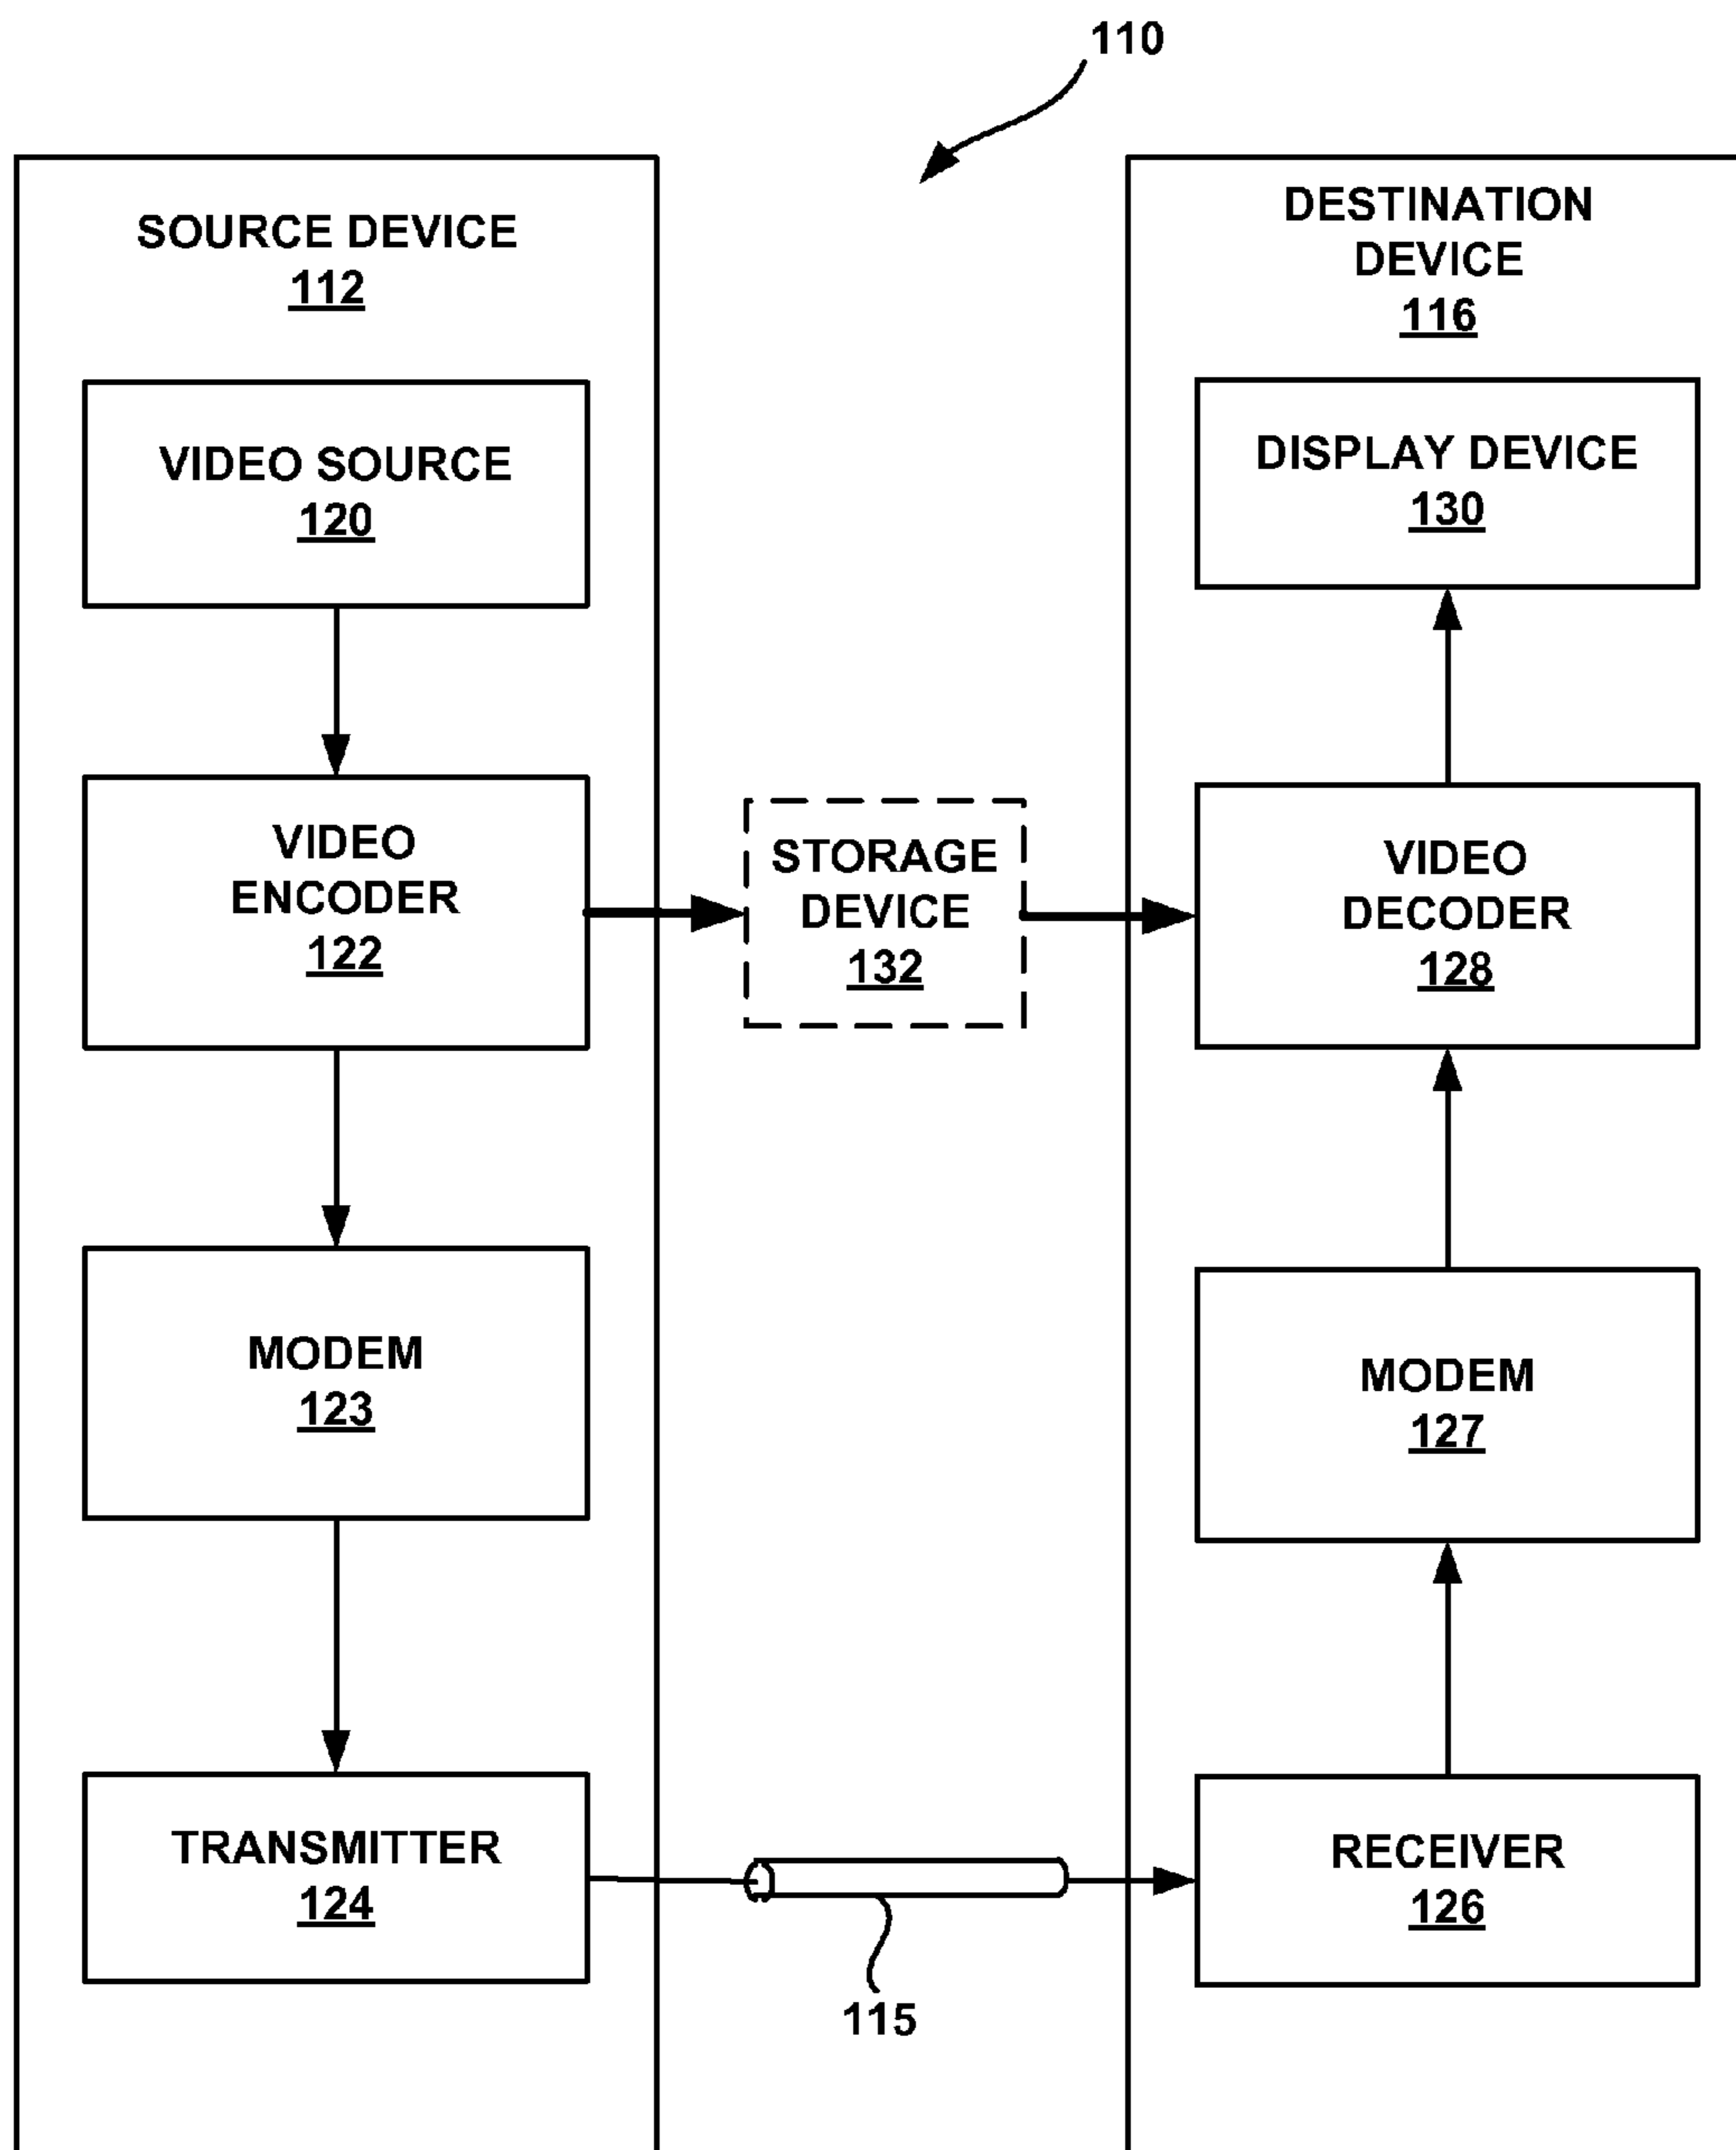 110
SOURCE DEVICE
112
VIDEO SOURCE
120
VIDEO
ENCODER
122
MODEM
123
TRANSMITTER
124
STORAGE
DEVICE
132
115
DESTINATION
DEVICE
116
DISPLAY DEVICE
130
VIDEO
DECODER
128
MODEM
127
RECEIVER
126